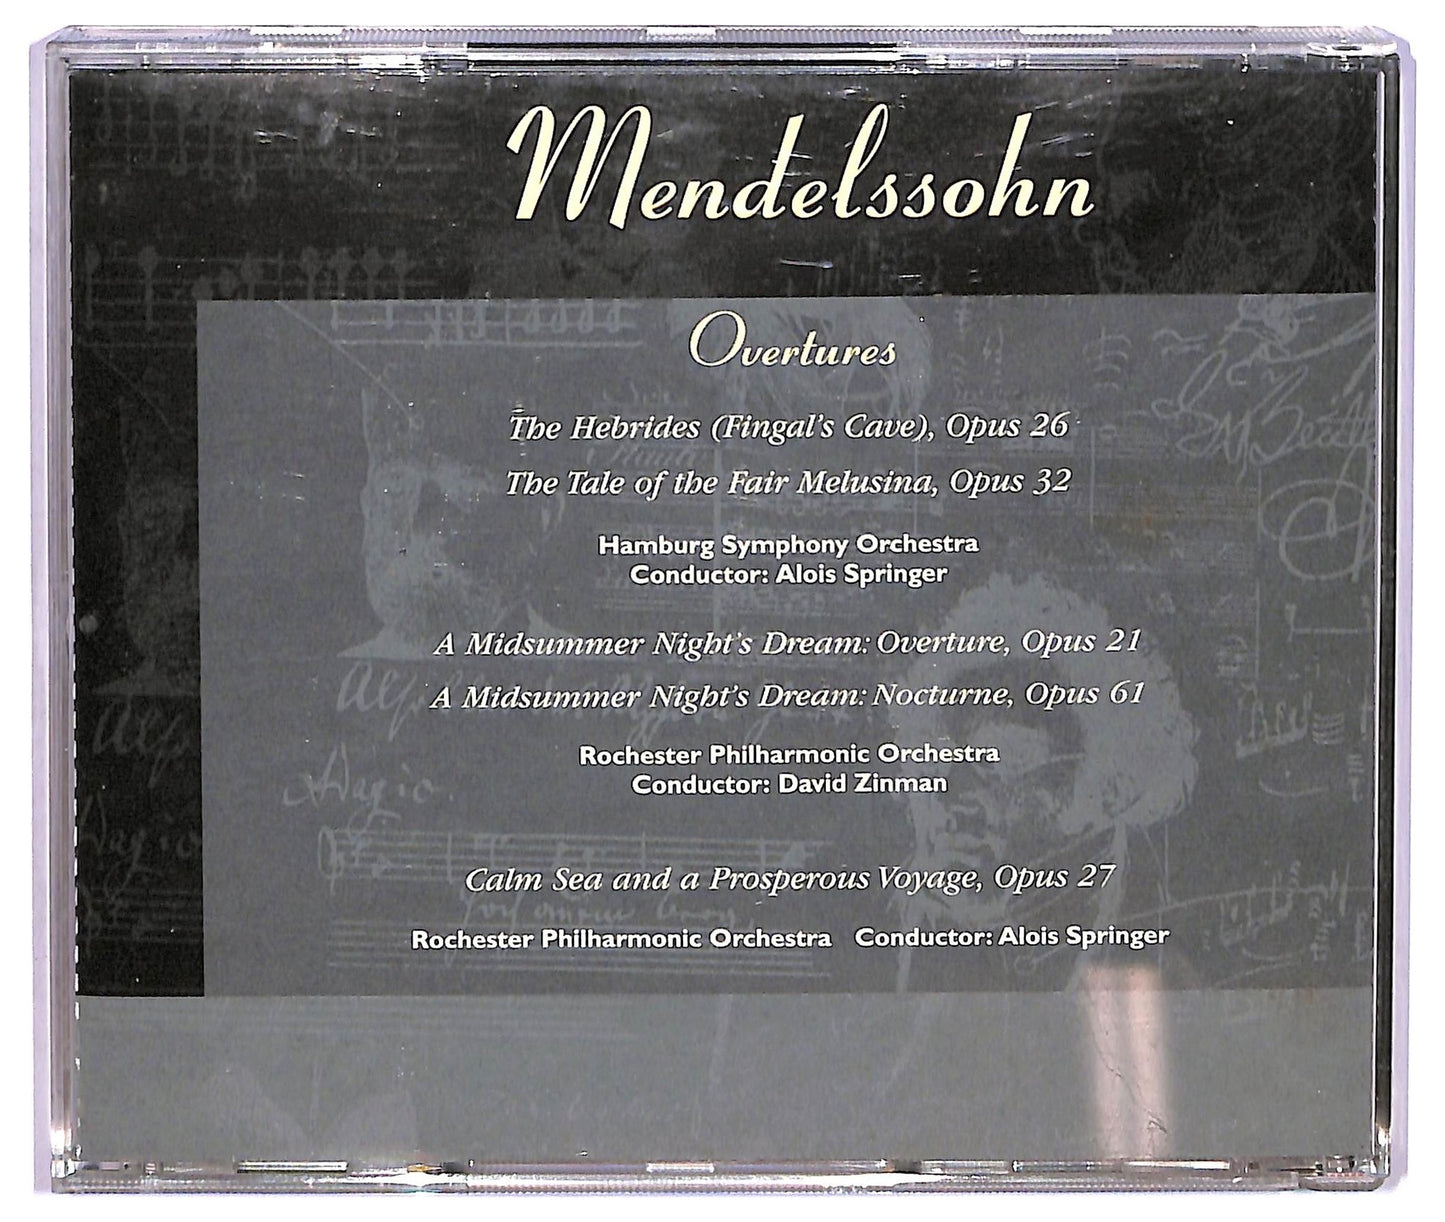 Mendelssohn
Overtures
The Hebrides (Fingal's Cave), Opus 26
The Tale of the Fair Melusina, Opus 32
Hamburg Symphony Orchestra
Conductor: Alois Springer
A Midsummer Night's Dream: Overture, Opus 21
A Midsummer Night's Dream: Nocturne, Opus 61
Rochester Philharmonic Orchestra
Conductor: David Zinman
Adagio.
Calm Sea and a Prosperous Voyage, Opus 27
Rochester Philharmonic Orchestra Conductor: Alois Springer